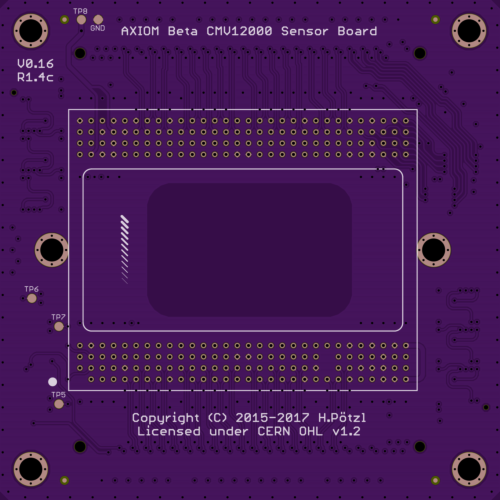 TP8
GND
AXIOM Beta CMV12000 Sensor Board
V0.16
R1.4c
TP6
TP7
TP5
Copyright (C) 2015-2017 H.Pötzl
Licensed under CERN OHL v1.2